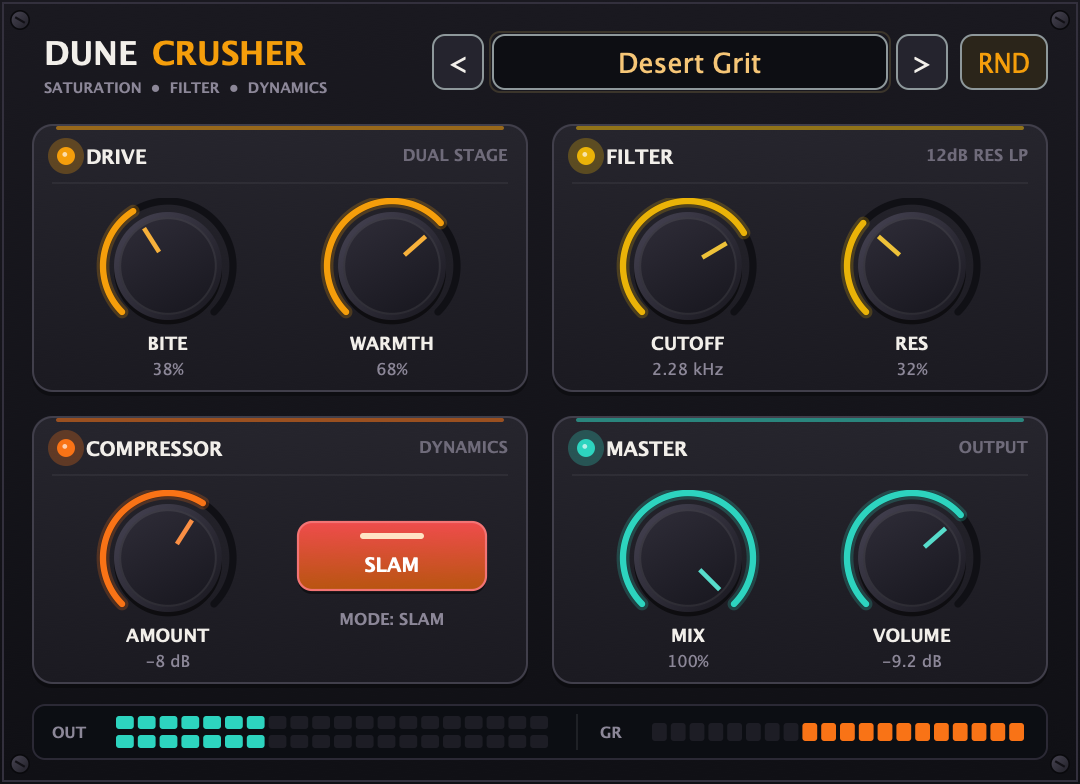 DUNE CRUSHER
SATURATION ● FILTER ● DYNAMICS
< Desert Grit > RND
DRIVE DUAL STAGE
BITE WARMTH
38% 68%
FILTER 12dB RES LP
CUTOFF RES
2.28 kHz 32%
COMPRESSOR DYNAMICS
SLAM
MODE: SLAM
AMOUNT
−8 dB
MASTER OUTPUT
MIX VOLUME
100% −9.2 dB
OUT GR